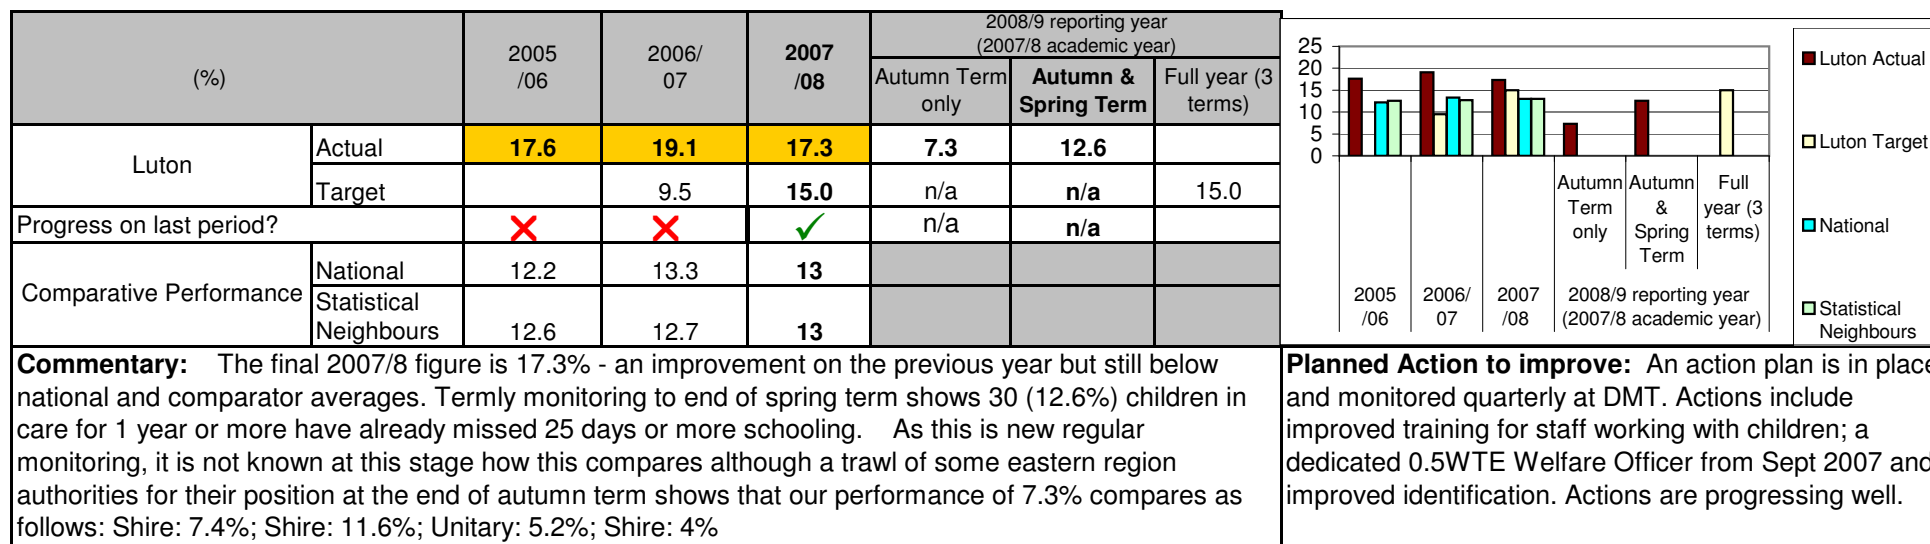 (%)
2005
/06
2006/
07
2007
/08
2008/9 reporting year
(2007/8 academic year)
Autumn Term
only
Autumn &
Spring Term
Full year (3
terms)
Luton
Actual 17.6 19.1 17.3 7.3 12.6
Target 9.5 15.0 n/a n/a 15.0
Progress on last period? n/a n/a
Comparative Performance
National 12.2 13.3 13
Statistical
Neighbours 12.6 12.7 13
25
20
15
10
5
0
Autumn
Term
only
Autumn
&
Spring
Term
Full
year (3
terms)
2005
/06
2006/
07
2007
/08
2008/9 reporting year
(2007/8 academic year)
Luton Actual
Luton Target
National
Statistical
Neighbours
Commentary: The final 2007/8 figure is 17.3% - an improvement on the previous year but still below
national and comparator averages. Termly monitoring to end of spring term shows 30 (12.6%) children in
care for 1 year or more have already missed 25 days or more schooling. As this is new regular
monitoring, it is not known at this stage how this compares although a trawl of some eastern region
authorities for their position at the end of autumn term shows that our performance of 7.3% compares as
follows: Shire: 7.4%; Shire: 11.6%; Unitary: 5.2%; Shire: 4%
Planned Action to improve: An action plan is in place
and monitored quarterly at DMT. Actions include
improved training for staff working with children; a
dedicated 0.5WTE Welfare Officer from Sept 2007 and
improved identification. Actions are progressing well.